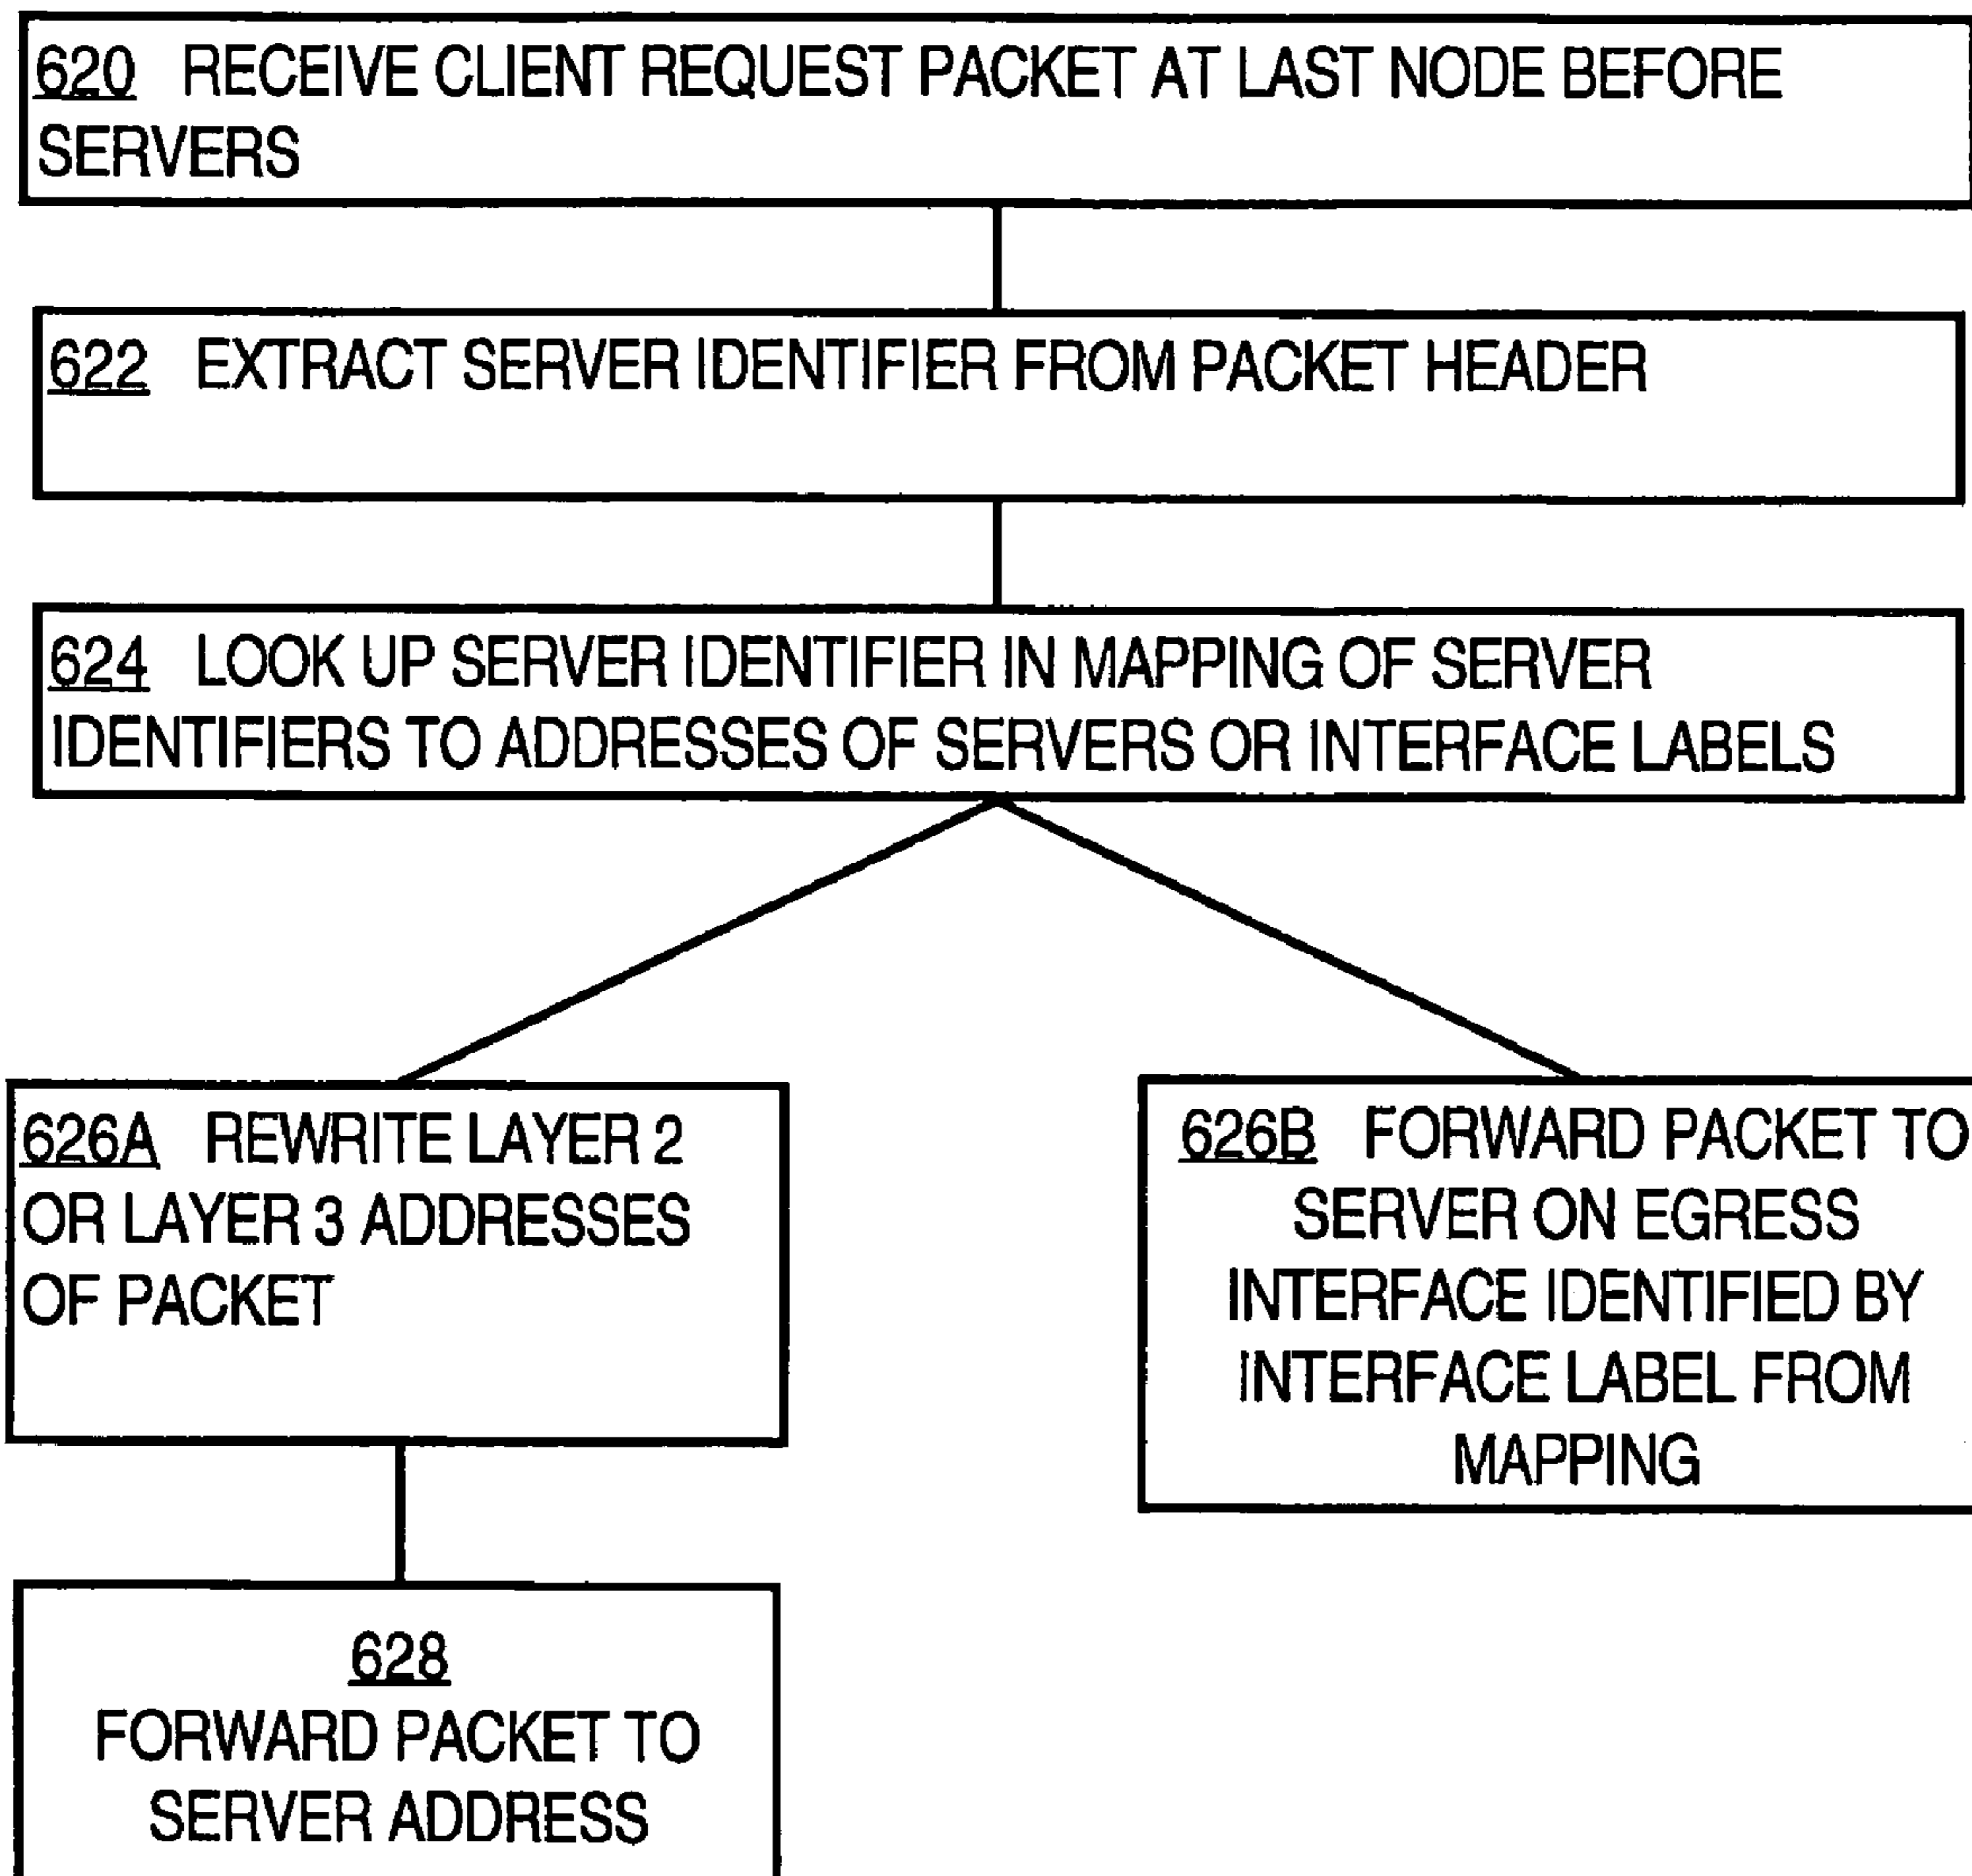 620 RECEIVE CLIENT REQUEST PACKET AT LAST NODE BEFORE
SERVERS
622 EXTRACT SERVER IDENTIFIER FROM PACKET HEADER
624 LOOK UP SERVER IDENTIFIER IN MAPPING OF SERVER
IDENTIFIERS TO ADDRESSES OF SERVERS OR INTERFACE LABELS
626A REWRITE LAYER 2
OR LAYER 3 ADDRESSES
OF PACKET
626B FORWARD PACKET TO
SERVER ON EGRESS
INTERFACE IDENTIFIED BY
INTERFACE LABEL FROM
MAPPING
628
FORWARD PACKET TO
SERVER ADDRESS